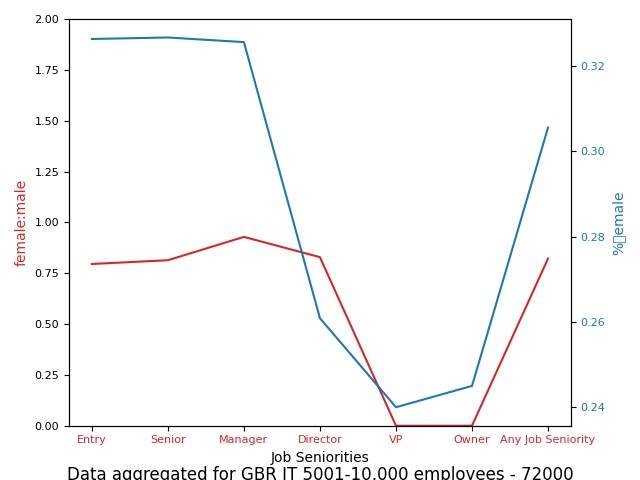 2.00
1.75
1.50
1.25
1.00
0.75
0.50
0.25
0.00
female:male
0.32
0.30
0.28
0.26
0.24
%▯emale
Entry Senior Manager Director VP Owner Any Job Seniority
Job Seniorities
Data aggregated for GBR IT 5001-10.000 employees - 72000